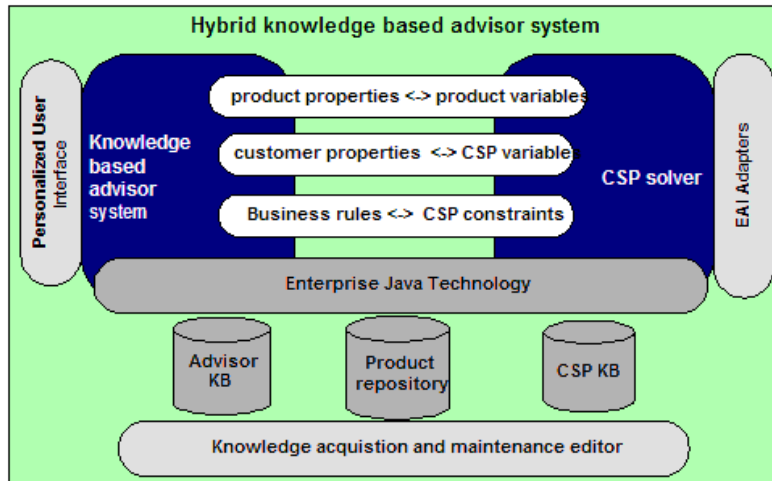 Hybrid knowledge based advisor system
product properties <-> product variables
customer properties <-> CSP variables
Business rules <-> CSP constraints
Personalized User
Interface
Knowledge
based
advisor
system
CSP solver
EAI Adapters
Enterprise Java Technology
Advisor
KB
Product
repository
CSP KB
Knowledge acquistion and maintenance editor